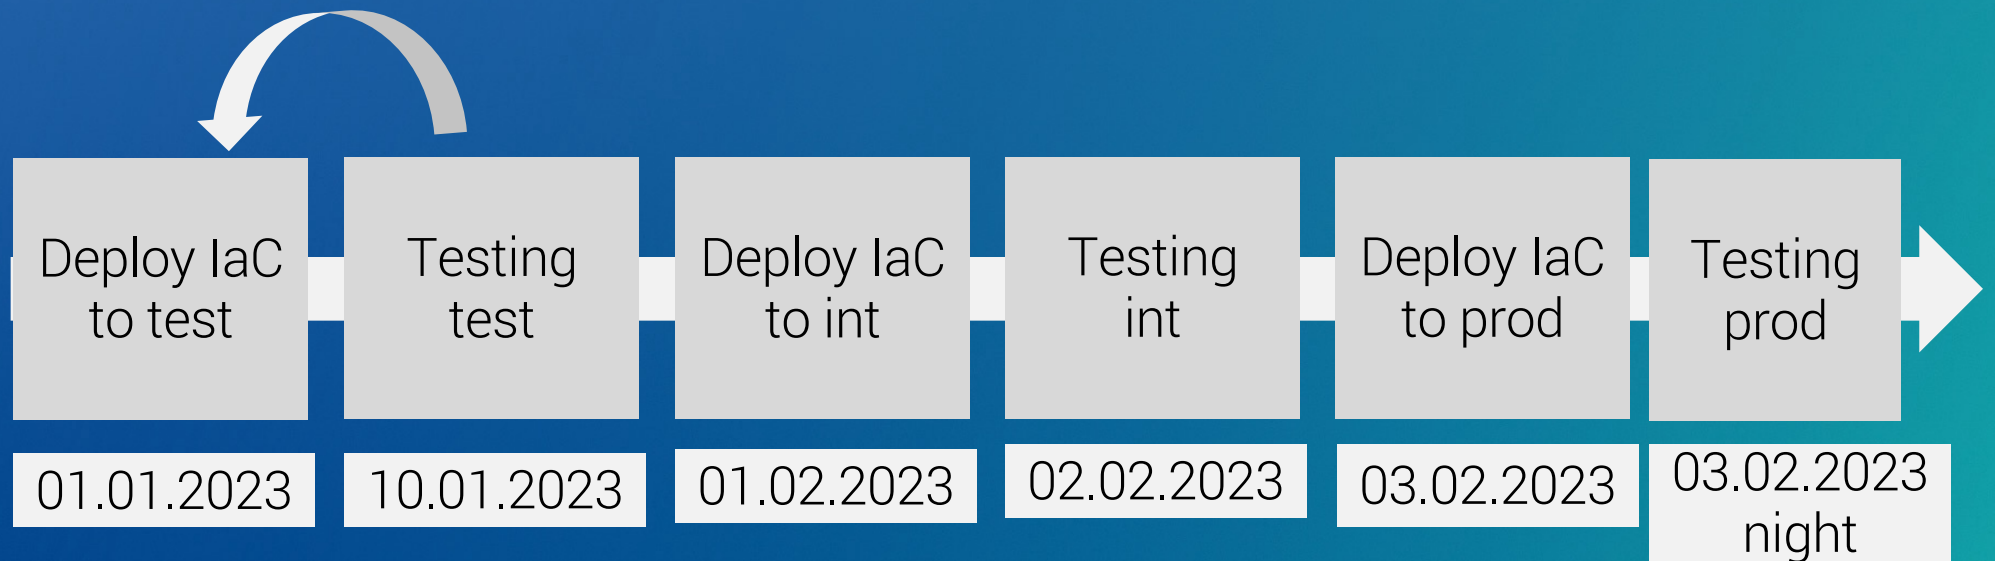 Deploy IaC
to test
Testing
test
Deploy IaC
to int
Testing
int
Deploy IaC
to prod
Testing
prod
01.01.2023
10.01.2023
01.02.2023
02.02.2023
03.02.2023
03.02.2023
night